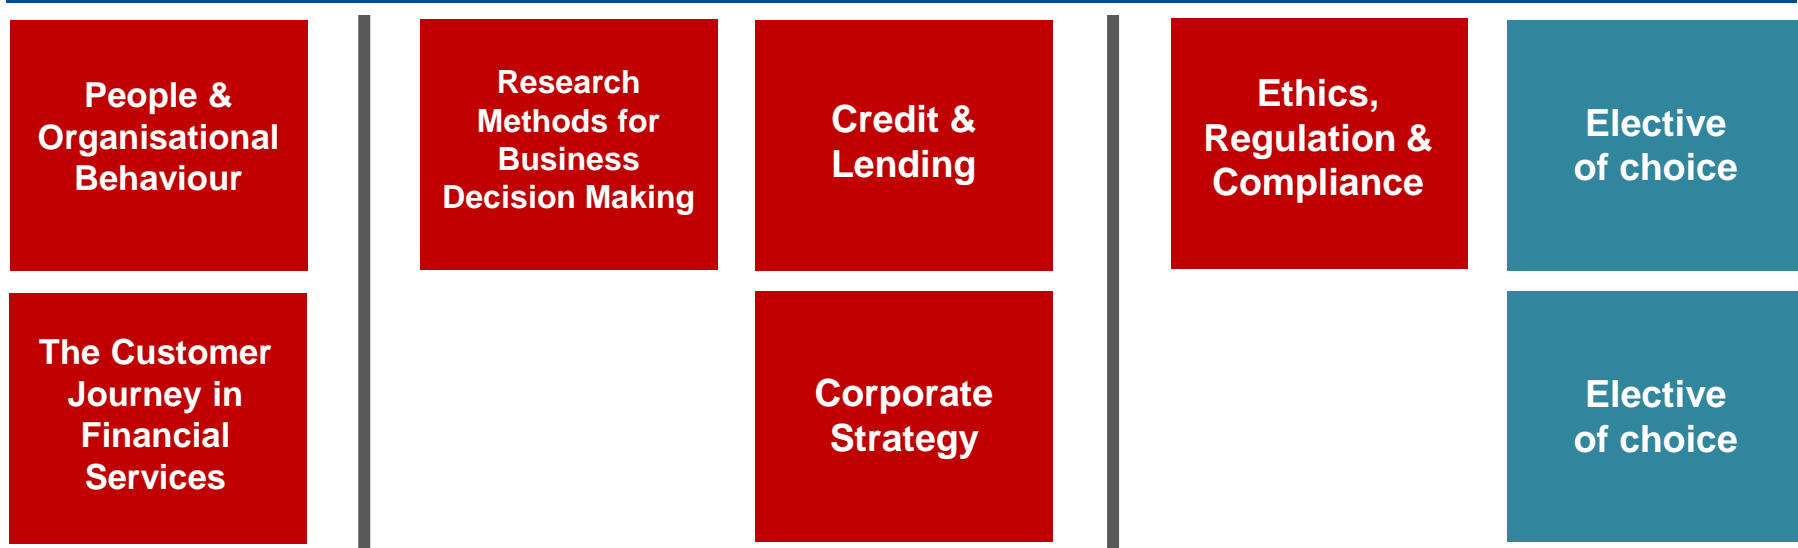 People &
Organisational
Behaviour
The Customer
Journey in
Financial
Services
Research
Methods for
Business
Decision Making
Credit &
Lending
Corporate
Strategy
Ethics,
Regulation &
Compliance
Elective
of choice
Elective
of choice